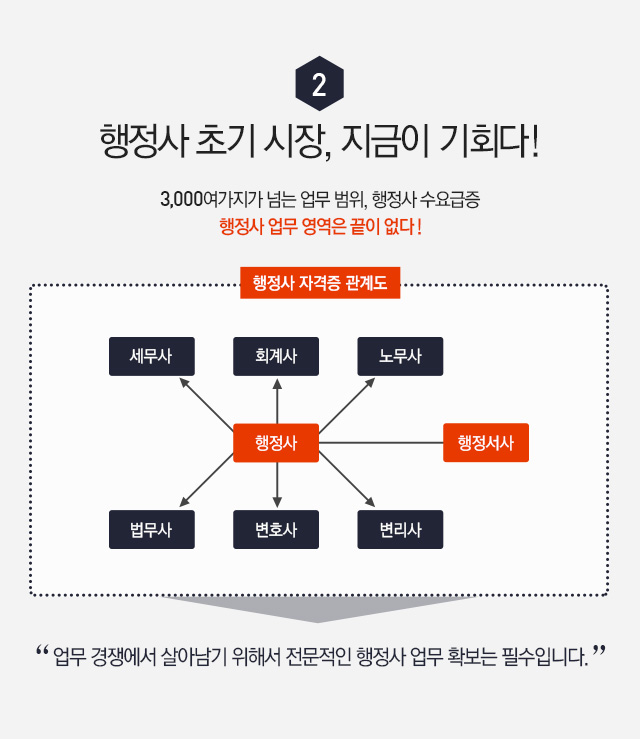 2
행정사 초기 시장, 지금이 기회다!
3,000여가지가 넘는 업무 범위, 행정사 수요급증
행정사 업무 영역은 끝이 없다!
행정사 자격증 관계도
세무사 회계사 노무사
행정사 행정서사
법무사 변호사 변리사
“업무 경쟁에서 살아남기 위해서 전문적인 행정사 업무 확보는 필수입니다.”